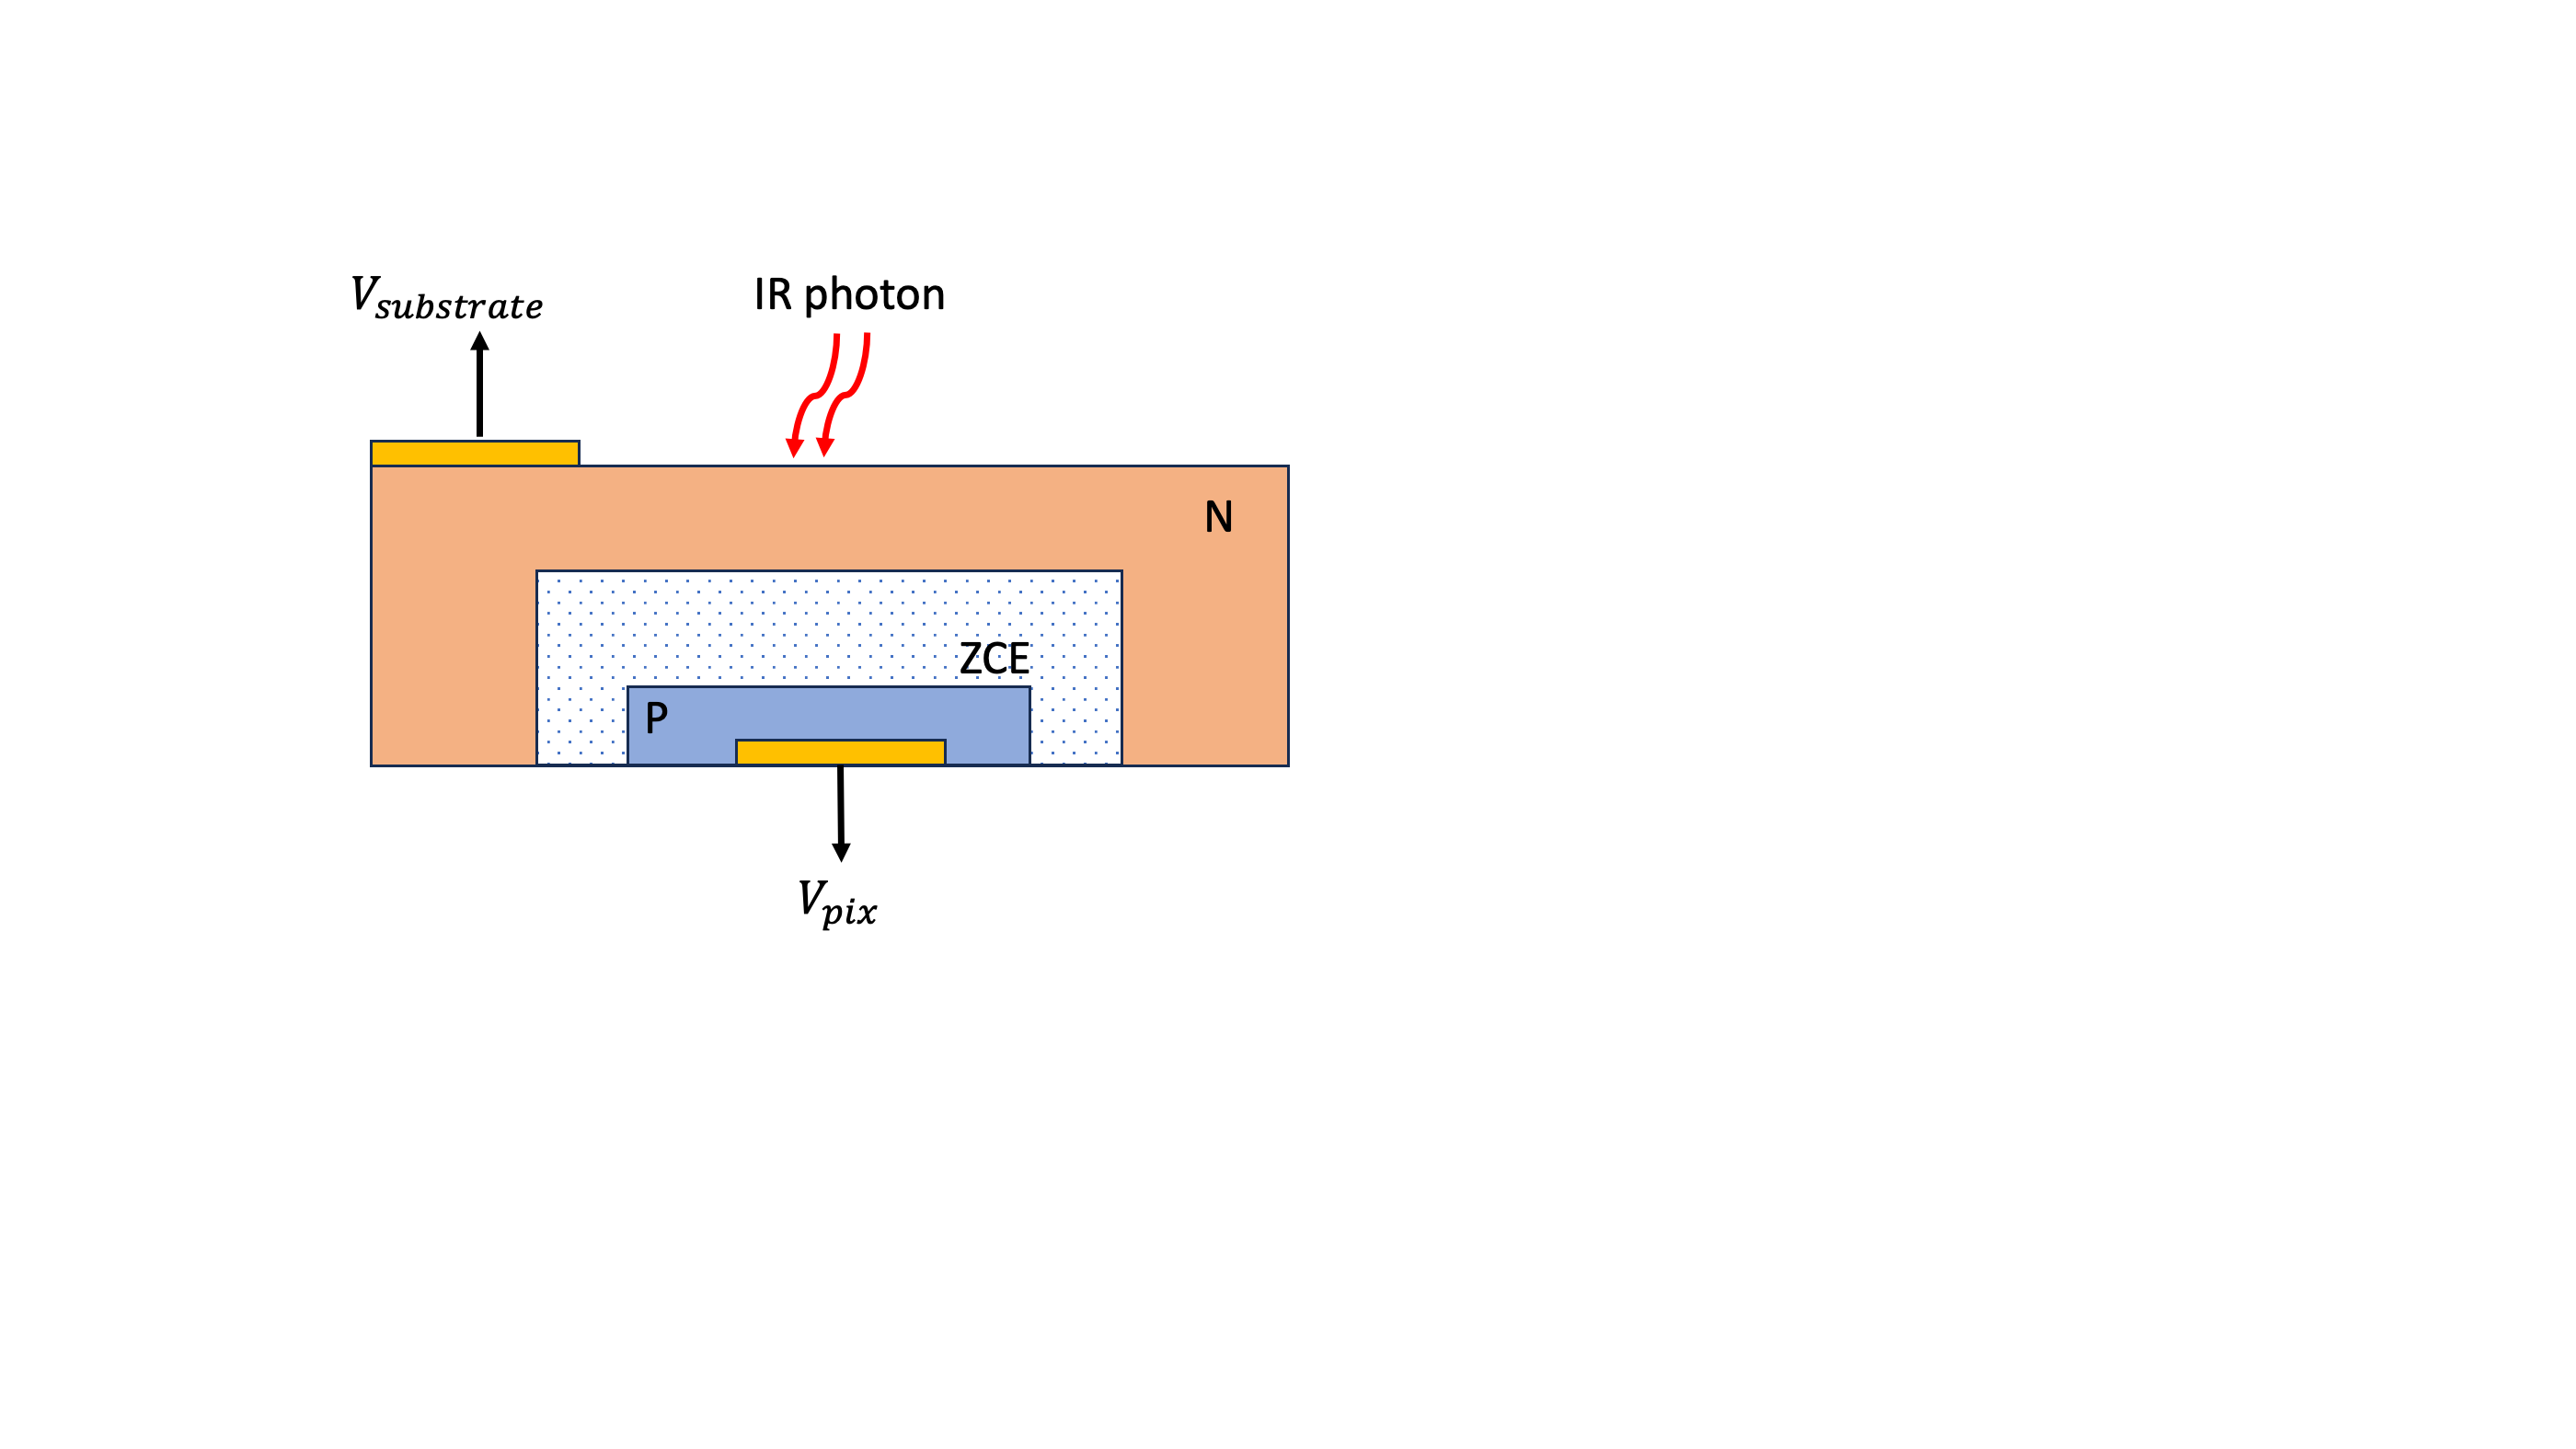 V_substrate
IR photon
N
ZCE
P
V_pix